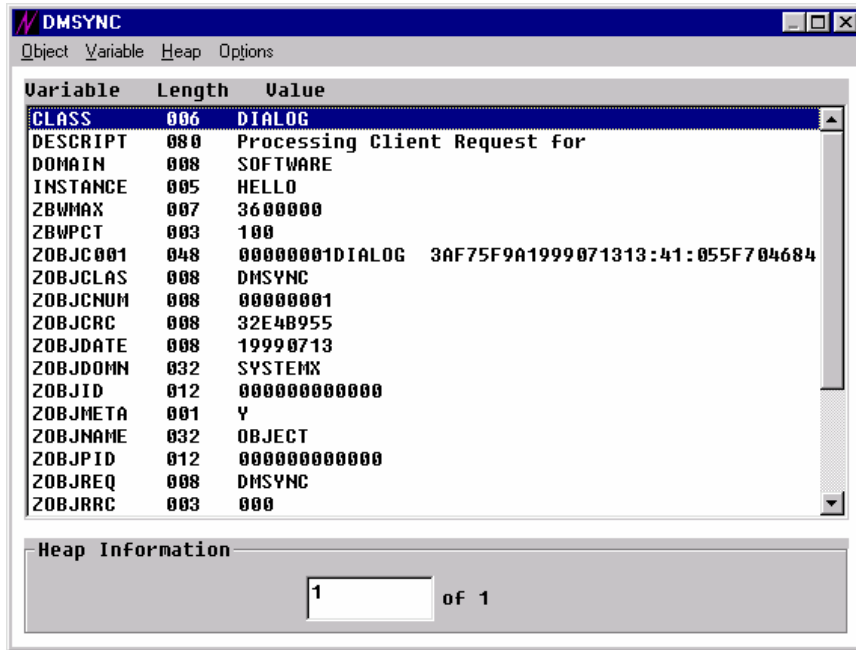 DMSYNC
Object Variable Heap Options
Variable Length Value
CLASS 006 DIALOG
DESCRIPT 080 Processing Client Request for
DOMAIN 008 SOFTWARE
INSTANCE 005 HELLO
ZBWMAX 007 3600000
ZBWPCT 003 100
ZOBJC001 048 00000001DIALOG 3AF75F9A1999071313:41:055F704684
ZOBJCLAS 008 DMSYNC
ZOBJCNUM 008 00000001
ZOBJCRC 008 32E4B955
ZOBJDATE 008 19990713
ZOBJDOMN 032 SYSTEMX
ZOBJID 012 000000000000
ZOBJMETA 001 Y
ZOBJNAME 032 OBJECT
ZOBJPID 012 000000000000
ZOBJREQ 008 DMSYNC
ZOBJRRC 003 000
Heap Information
1 of 1